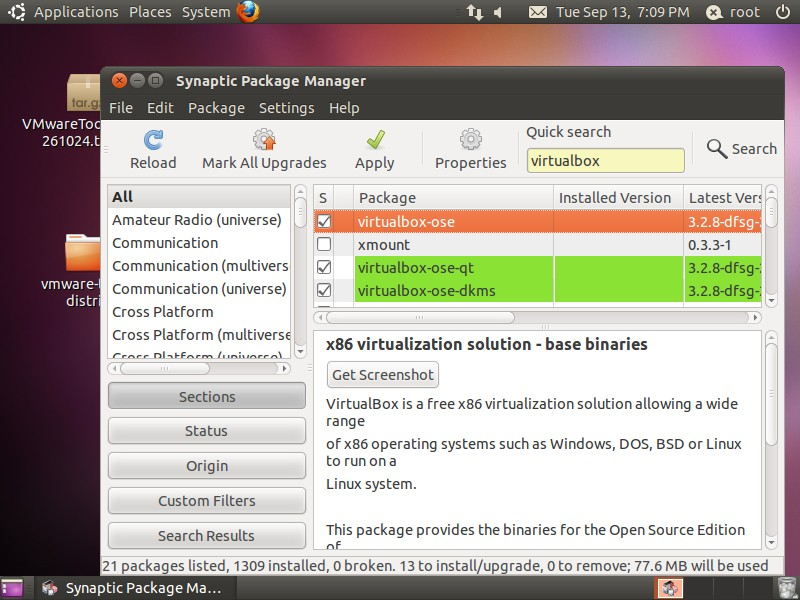 Applications Places System Tue Sep 13, 7:09 PM root
Synaptic Package Manager
File Edit Package Settings Help
tar.g
VMwareToo
261024.t
Reload Mark All Upgrades Apply Properties Quick search Search
virtualbox
All
Amateur Radio (universe)
Communication
Communication (multivers
Communication (universe)
Cross Platform
Cross Platform (multiverse
Cross Platform (universe)
S Package Installed Version Latest Vers
virtualbox-ose 3.2.8-dfsg-
xmount 0.3.3-1
virtualbox-ose-qt 3.2.8-dfsg-
virtualbox-ose-dkms 3.2.8-dfsg-
vmware-
distri
Sections
Status
Origin
Custom Filters
Search Results
x86 virtualization solution - base binaries
Get Screenshot
VirtualBox is a free x86 virtualization solution allowing a wide
range
of x86 operating systems such as Windows, DOS, BSD or Linux
to run on a
Linux system.
This package provides the binaries for the Open Source Edition
of
21 packages listed, 1309 installed, 0 broken. 13 to install/upgrade, 0 to remove; 77.6 MB will be used
Synaptic Package Ma...